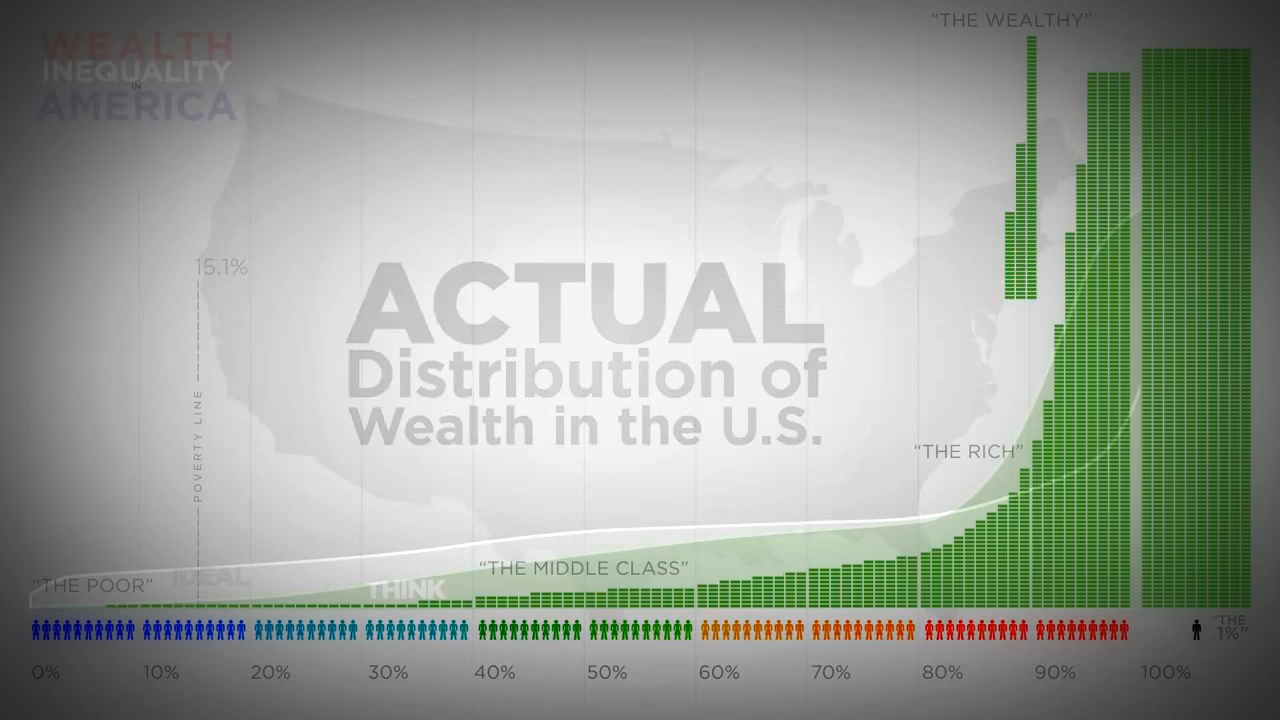 WEALTH
INEQUALITY
IN
AMERICA
“THE WEALTHY”
15.1%
POVERTY LINE
ACTUAL
Distribution of
Wealth in the U.S.
“THE RICH”
“THE POOR”
IDEAL
THINK
“THE MIDDLE CLASS”
“THE
1%”
0% 10% 20% 30% 40% 50% 60% 70% 80% 90% 100%